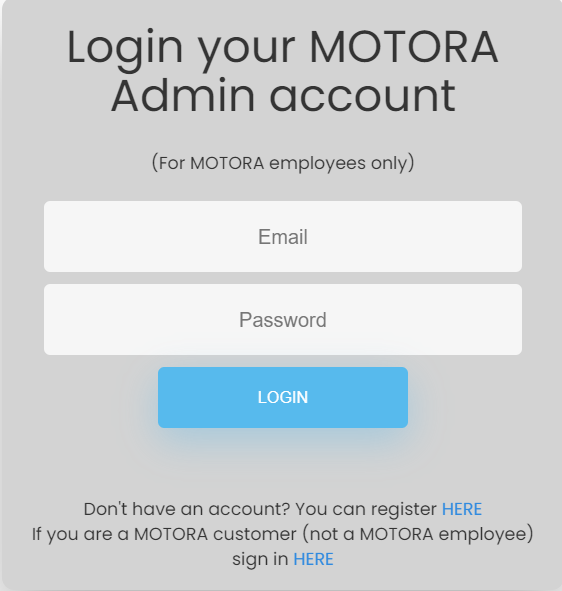 Login your MOTORA
Admin account
(For MOTORA employees only)
Email
Password
LOGIN
Don't have an account? You can register HERE
If you are a MOTORA customer (not a MOTORA employee)
sign in HERE